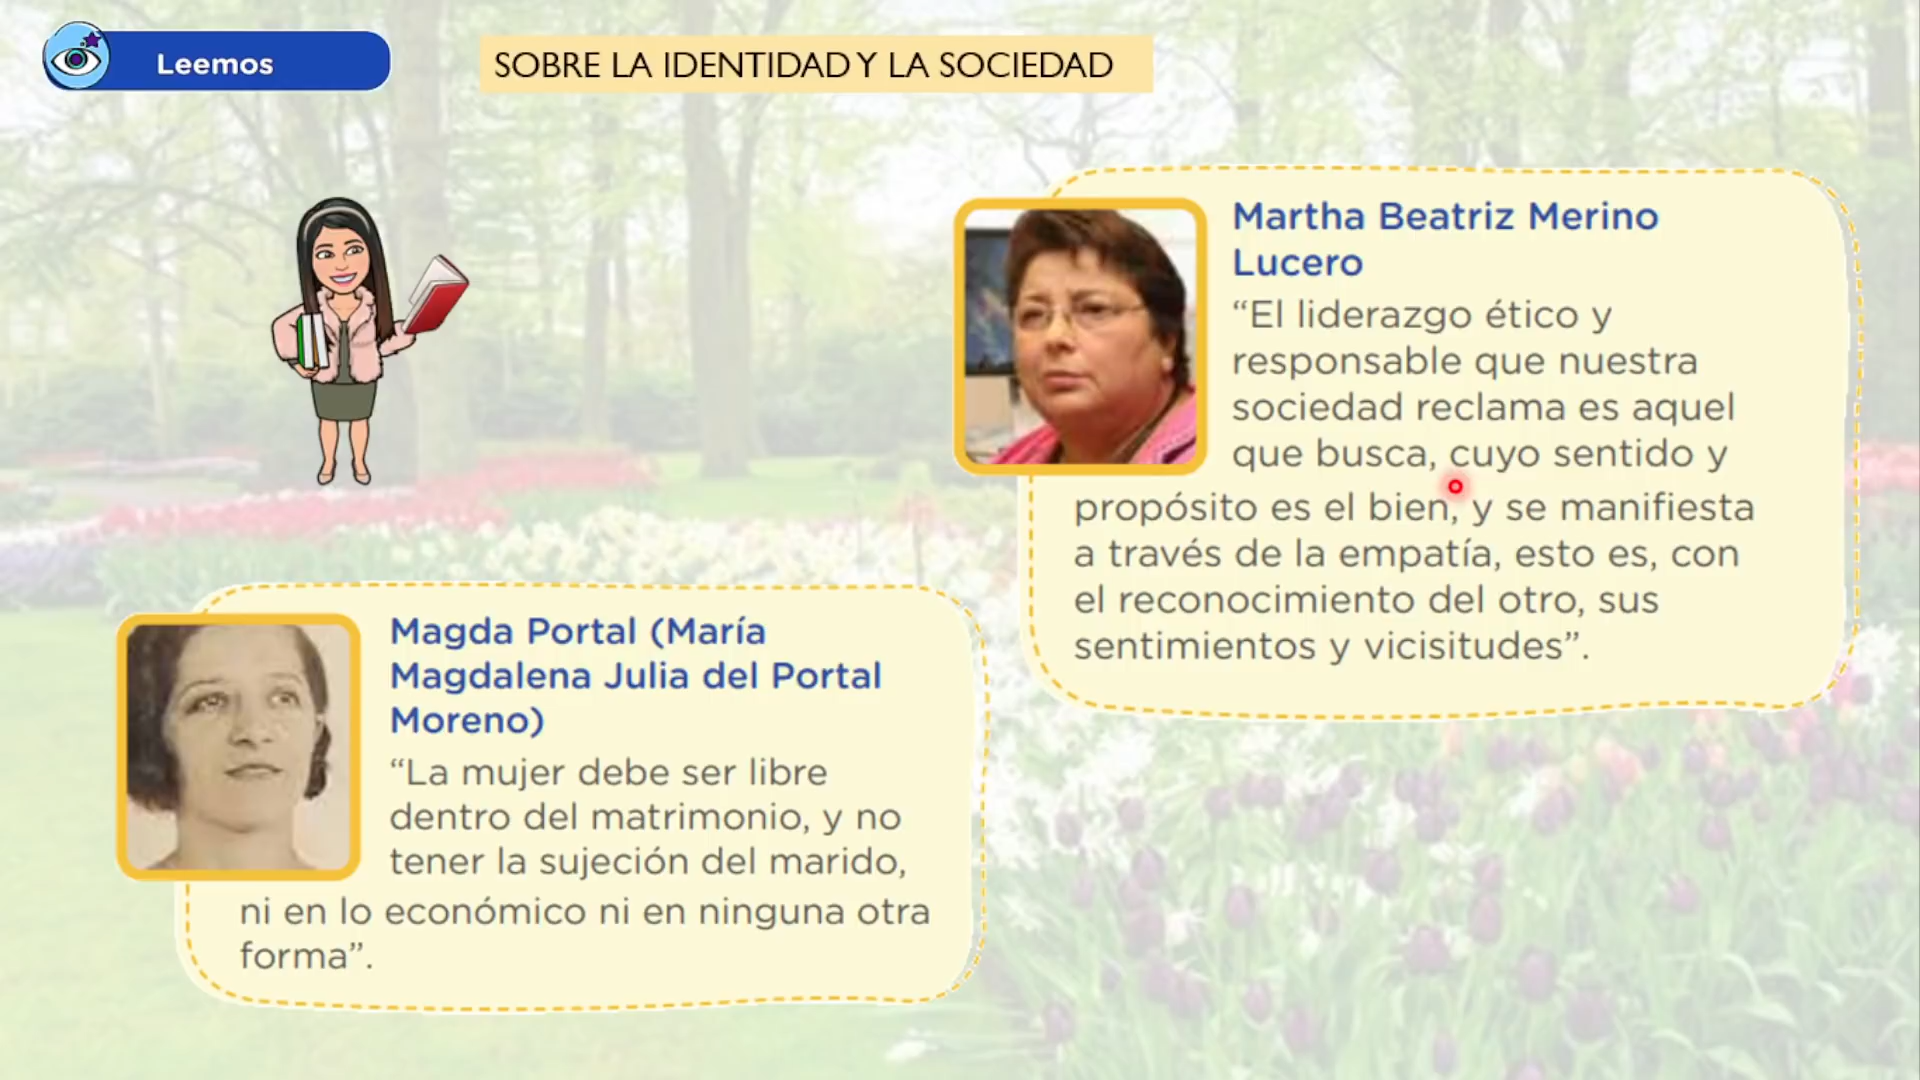 Leemos
SOBRE LA IDENTIDAD Y LA SOCIEDAD
Martha Beatriz Merino
Lucero
“El liderazgo ético y
responsable que nuestra
sociedad reclama es aquel
que busca, cuyo sentido y
propósito es el bien, y se manifiesta
a través de la empatía, esto es, con
el reconocimiento del otro, sus
sentimientos y vicisitudes”.
Magda Portal (María
Magdalena Julia del Portal
Moreno)
“La mujer debe ser libre
dentro del matrimonio, y no
tener la sujeción del marido,
ni en lo económico ni en ninguna otra
forma”.